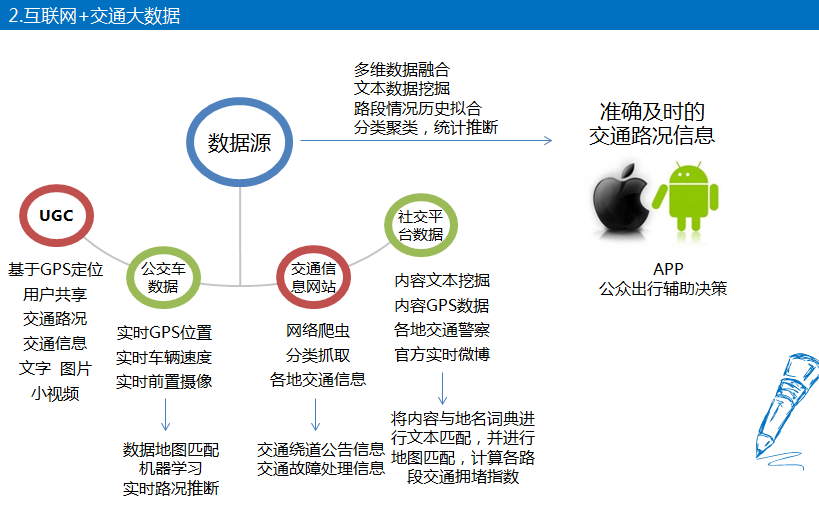 2.互联网+交通大数据
多维数据融合
文本数据挖掘
路段情况历史拟合
分类聚类，统计推断
数据源
准确及时的
交通路况信息
APP
公众出行辅助决策
UGC
基于GPS定位
用户共享
交通路况
交通信息
文字 图片
小视频
公交车
数据
实时GPS位置
实时车辆速度
实时前置摄像
数据地图匹配
机器学习
实时路况推断
交通信
息网站
网络爬虫
分类抓取
各地交通信息
交通绕道公告信息
交通故障处理信息
社交平
台数据
内容文本挖掘
内容GPS数据
各地交通警察
官方实时微博
将内容与地名词典进
行文本匹配，并进行
地图匹配，计算各路
段交通拥堵指数